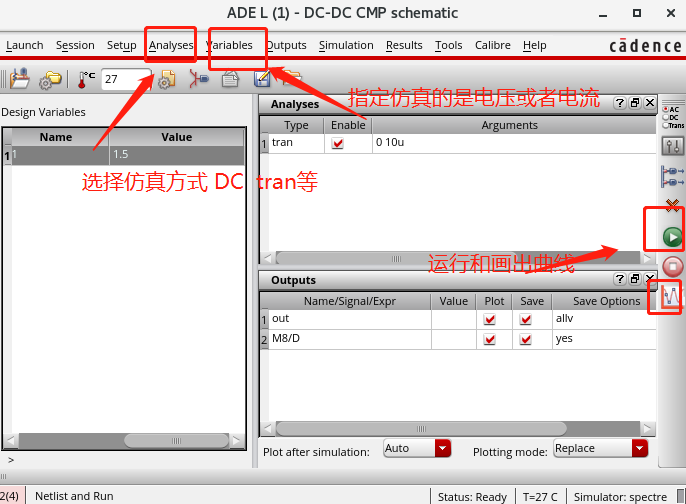 ADE L (1) - DC-DC CMP schematic
Launch Session Setup Analyses Variables Outputs Simulation Results Tools Calibre Help cādence
°C 27
指定仿真的是电压或者电流
Design Variables
Name Value
1 1 1.5
选择仿真方式 DC tran等
Analyses
Type Enable Arguments
1 tran 0 10u
AC
DC
Trans
运行和画出曲线
Outputs
Name/Signal/Expr Value Plot Save Save Options
1 out allv
2 M8/D yes
Plot after simulation: Auto Plotting mode: Replace
>
2(4) Netlist and Run Status: Ready T=27 C Simulator: spectre